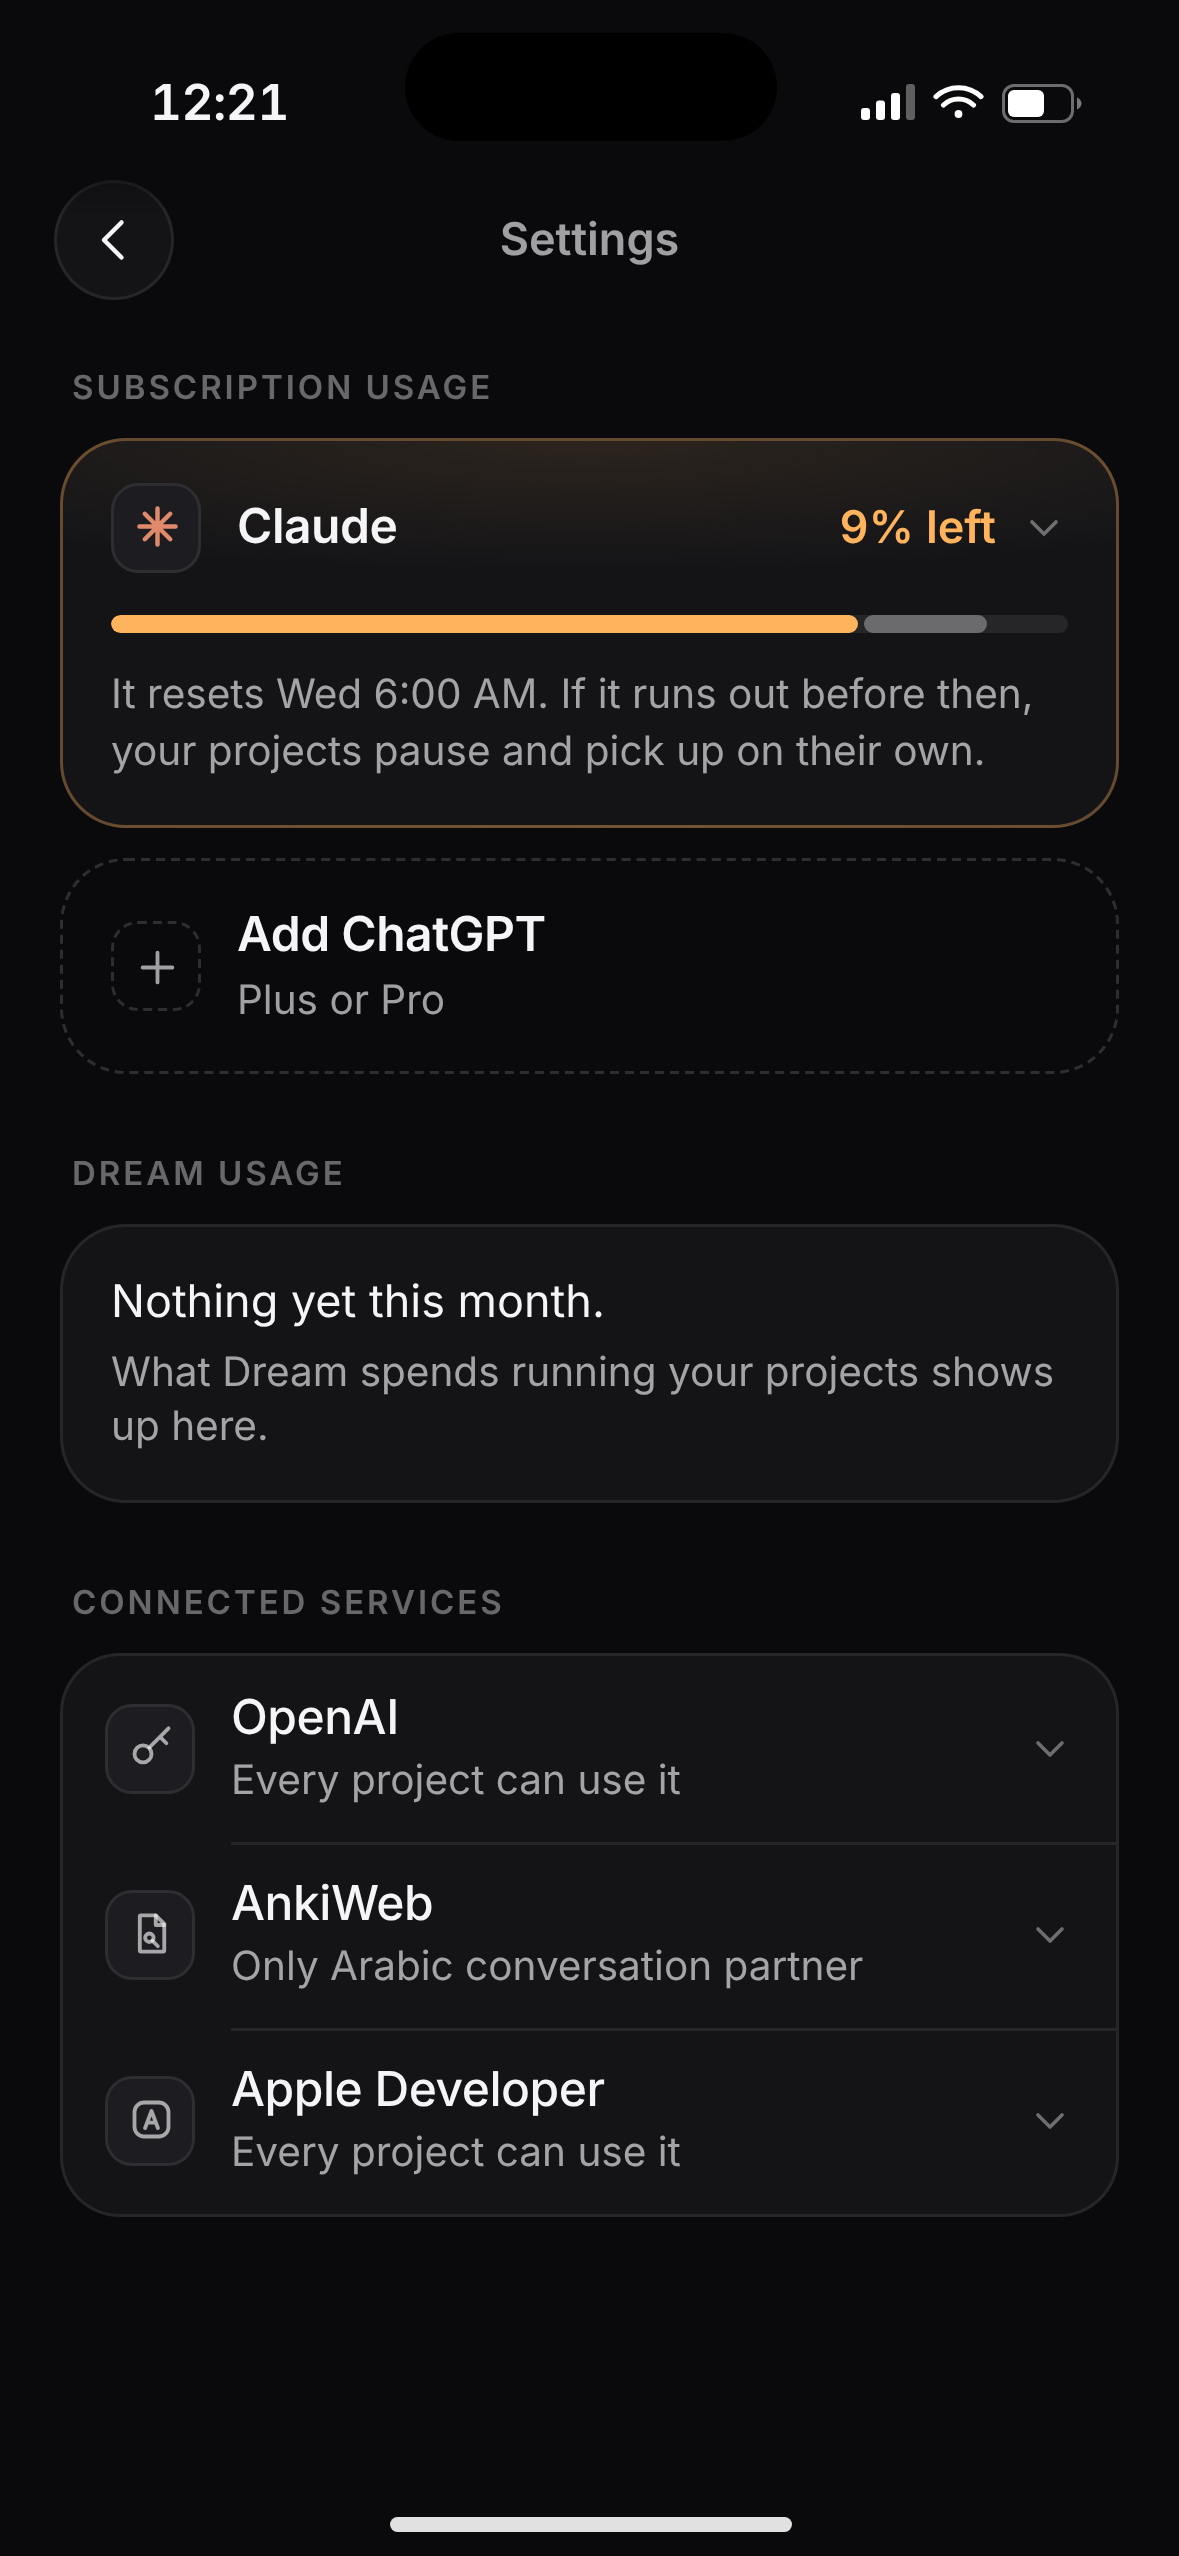 12:21
Settings
SUBSCRIPTION USAGE
Claude
9% left
It resets Wed 6:00 AM. If it runs out before then,
your projects pause and pick up on their own.
Add ChatGPT
Plus or Pro
DREAM USAGE
Nothing yet this month.
What Dream spends running your projects shows
up here.
CONNECTED SERVICES
OpenAI
Every project can use it
AnkiWeb
Only Arabic conversation partner
Apple Developer
Every project can use it